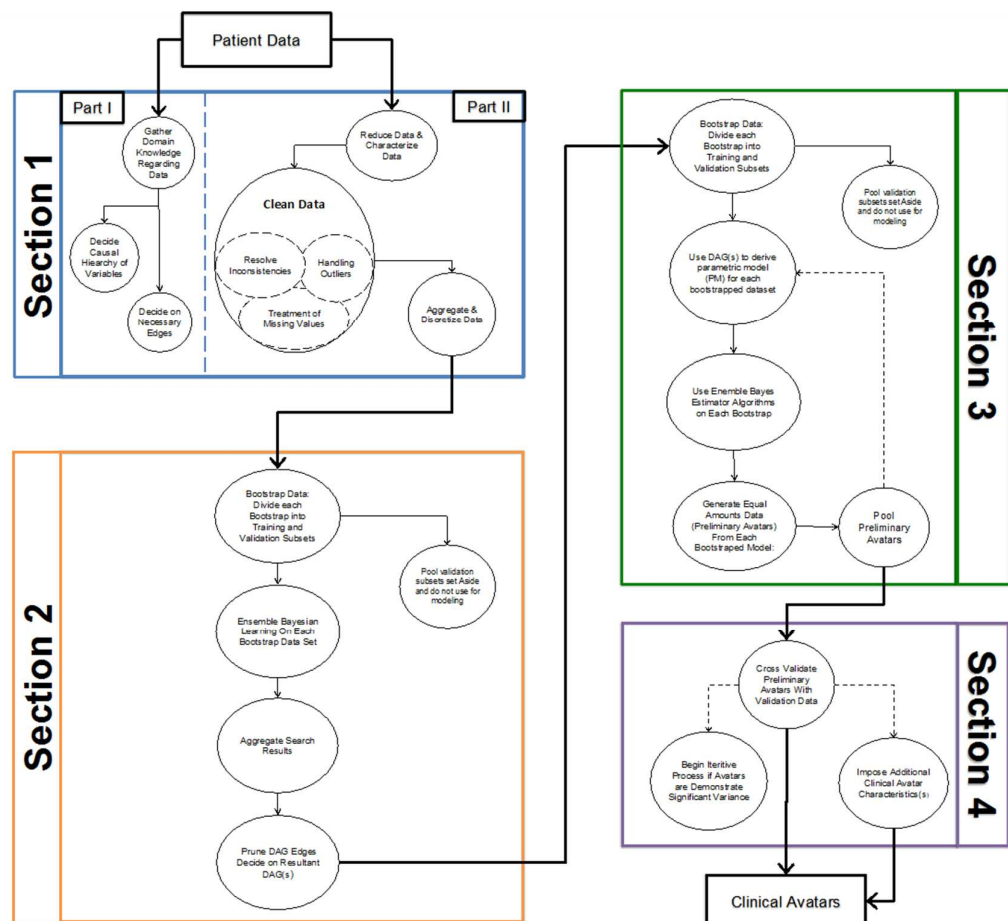 Patient Data
Section 1
Part I
Part II
Gather
Domain
Knowledge
Regarding
Data
Decide
Causal
Hiearchy of
Variables
Decide on
Necessary
Edges
Reduce Data &
Characterize
Data
Clean Data
Resolve
Inconsistencies
Handling
Outliers
Treatment of
Missing Values
Aggregate &
Discretize Data
Section 2
Bootstrap Data:
Divide each
Bootstrap into
Training and
Validation Subsets
Pool validation
subsets set Aside
and do not use for
modeling
Ensemble Bayesian
Learning On Each
Bootstrap Data Set
Aggregate Search
Results
Prune DAG Edges
Decide on Resultant
DAG(s)
Section 3
Bootstrap Data:
Divide each
Bootstrap into
Training and
Validation Subsets
Pool validation
subsets set Aside
and do not use for
modeling
Use DAG(s) to derive
parametric model
(PM) for each
bootstrapped dataset
Use Enemble Bayes
Estimator Algorithms
on Each Bootstrap
Generate Equal
Amounts Data
(Preliminary Avatars)
From Each
Bootstraped Model:
Pool
Preliminary
Avatars
Section 4
Cross Validate
Preliminary
Avatars With
Validation Data
Begin Iteritive
Process if Avatars
are Demonstrate
Significant Variance
Impose Additional
Clinical Avatar
Characteristics(s)
Clinical Avatars